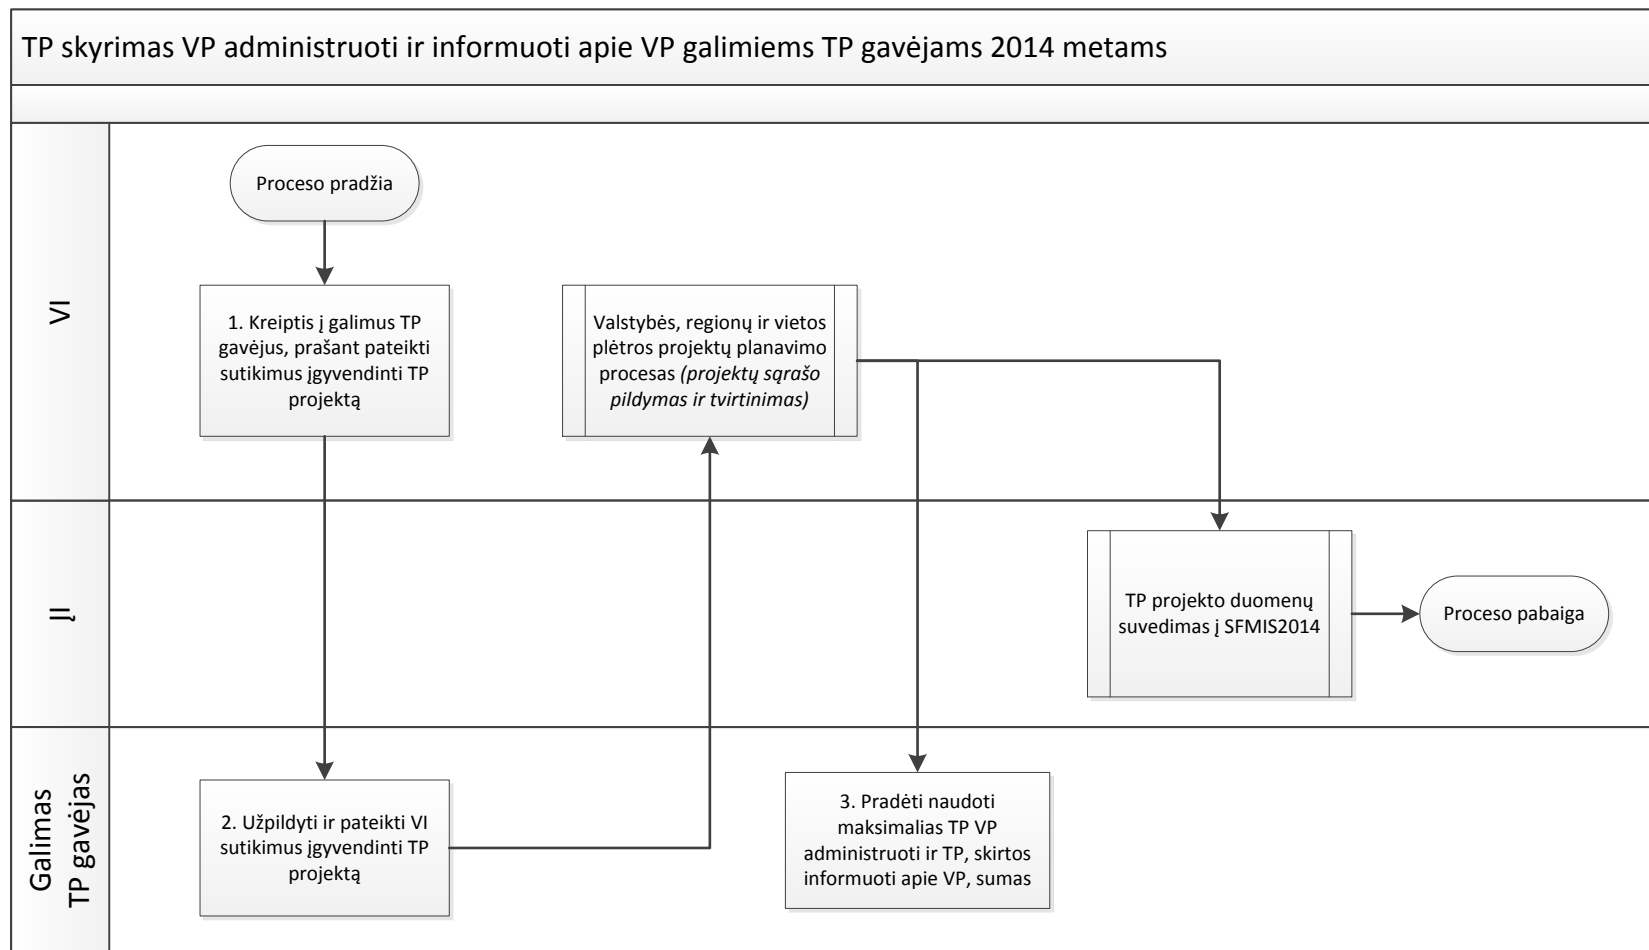 TP skyrimas VP administruoti ir informuoti apie VP galimiems TP gavėjams 2014 metams
VI
Proceso pradžia
1. Kreiptis į galimus TP
gavėjus, prašant pateikti
sutikimus įgyvendinti TP
projektą
Valstybės, regionų ir vietos
plėtros projektų planavimo
procesas (projektų sąrašo
pildymas ir tvirtinimas)
ĮI
TP projekto duomenų
suvedimas į SFMIS2014
Proceso pabaiga
Galimas
TP gavėjas
2. Užpildyti ir pateikti VI
sutikimus įgyvendinti TP
projektą
3. Pradėti naudoti
maksimalias TP VP
administruoti ir TP, skirtos
informuoti apie VP, sumas